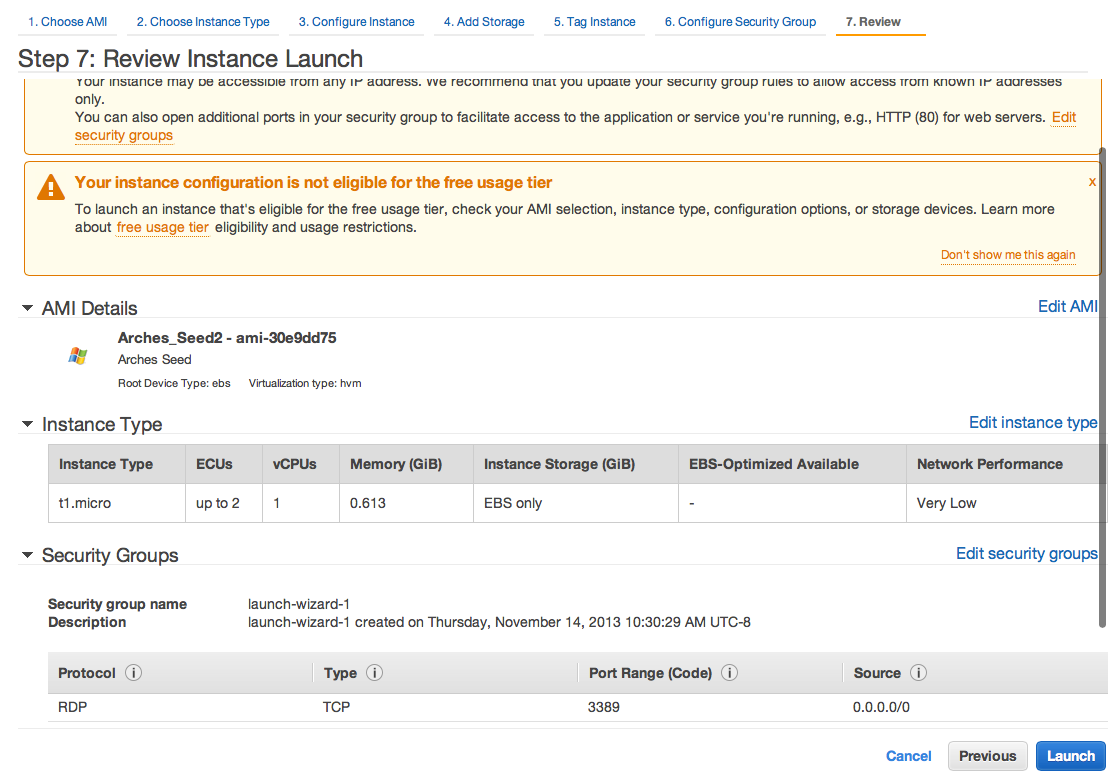 1. Choose AMI 2. Choose Instance Type 3. Configure Instance 4. Add Storage 5. Tag Instance 6. Configure Security Group 7. Review
Step 7: Review Instance Launch
Your instance may be accessible from any IP address. We recommend that you update your security group rules to allow access from known IP addresses
only.
You can also open additional ports in your security group to facilitate access to the application or service you're running, e.g., HTTP (80) for web servers. Edit
security groups
Your instance configuration is not eligible for the free usage tier x
To launch an instance that's eligible for the free usage tier, check your AMI selection, instance type, configuration options, or storage devices. Learn more
about free usage tier eligibility and usage restrictions.
Don't show me this again
AMI Details Edit AMI
Arches_Seed2 - ami-30e9dd75
Arches Seed
Root Device Type: ebs Virtualization type: hvm
Instance Type Edit instance type
Instance Type ECUs vCPUs Memory (GiB) Instance Storage (GiB) EBS-Optimized Available Network Performance
t1.micro up to 2 1 0.613 EBS only - Very Low
Security Groups Edit security groups
Security group name launch-wizard-1
Description launch-wizard-1 created on Thursday, November 14, 2013 10:30:29 AM UTC-8
Protocol i Type i Port Range (Code) i Source i
RDP TCP 3389 0.0.0.0/0
Cancel Previous Launch